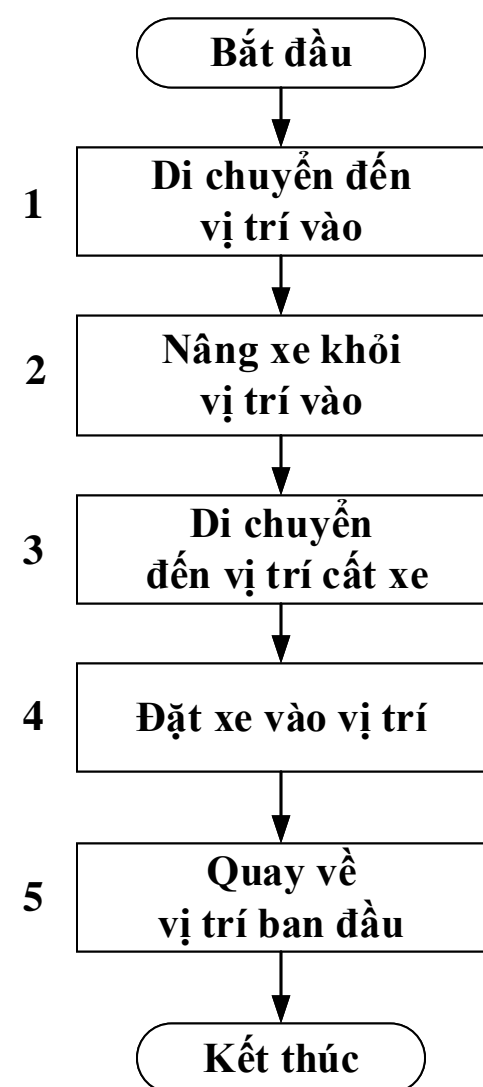 Bắt đầu
1
Di chuyển đến
vị trí vào
2
Nâng xe khỏi
vị trí vào
3
Di chuyển
đến vị trí cất xe
4
Đặt xe vào vị trí
5
Quay về
vị trí ban đầu
Kết thúc